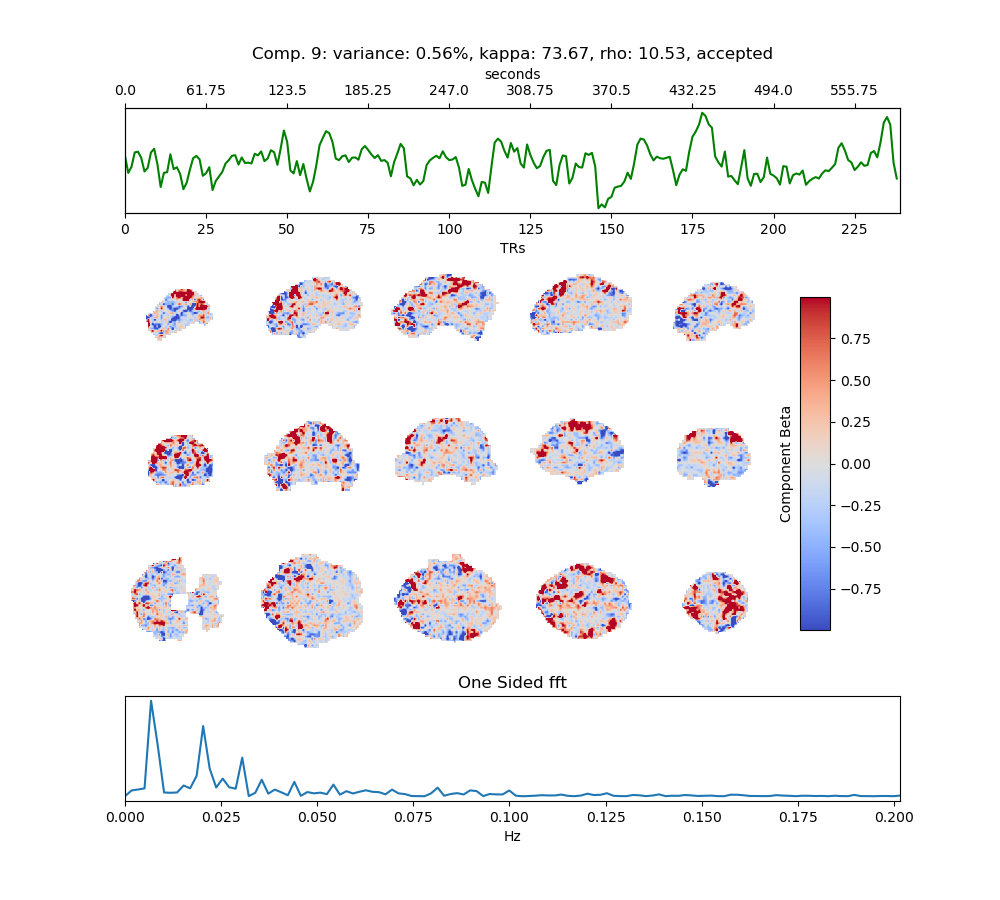 Comp. 9: variance: 0.56%, kappa: 73.67, rho: 10.53, accepted
seconds
0.0 61.75 123.5 185.25 247.0 308.75 370.5 432.25 494.0 555.75
0 25 50 75 100 125 150 175 200 225
TRs
0.75
0.50
0.25
0.00
−0.25
−0.50
−0.75
Component Beta
One Sided fft
0.000 0.025 0.050 0.075 0.100 0.125 0.150 0.175 0.200
Hz